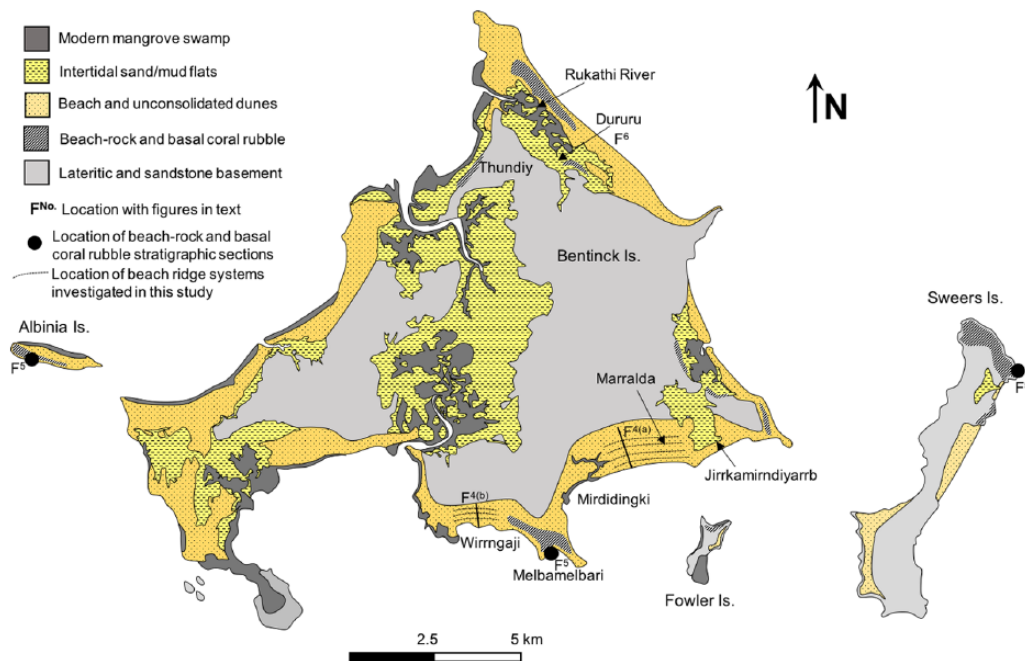 Modern mangrove swamp
Intertidal sand/mud flats
Beach and unconsolidated dunes
Beach-rock and basal coral rubble
Lateritic and sandstone basement
F^No. Location with figures in text
Location of beach-rock and basal
coral rubble stratigraphic sections
Location of beach ridge systems
investigated in this study
N
Rukathi River
Dururu
F6
Thundiy
Bentinck Is.
Sweers Is.
Albinia Is.
F5
F
Marralda
F4(a)
Jirrkamirndiyarrb
Mirdidingki
F4(b)
Wirrngaji
F5
Melbamelbari
Fowler Is.
2.5
5 km